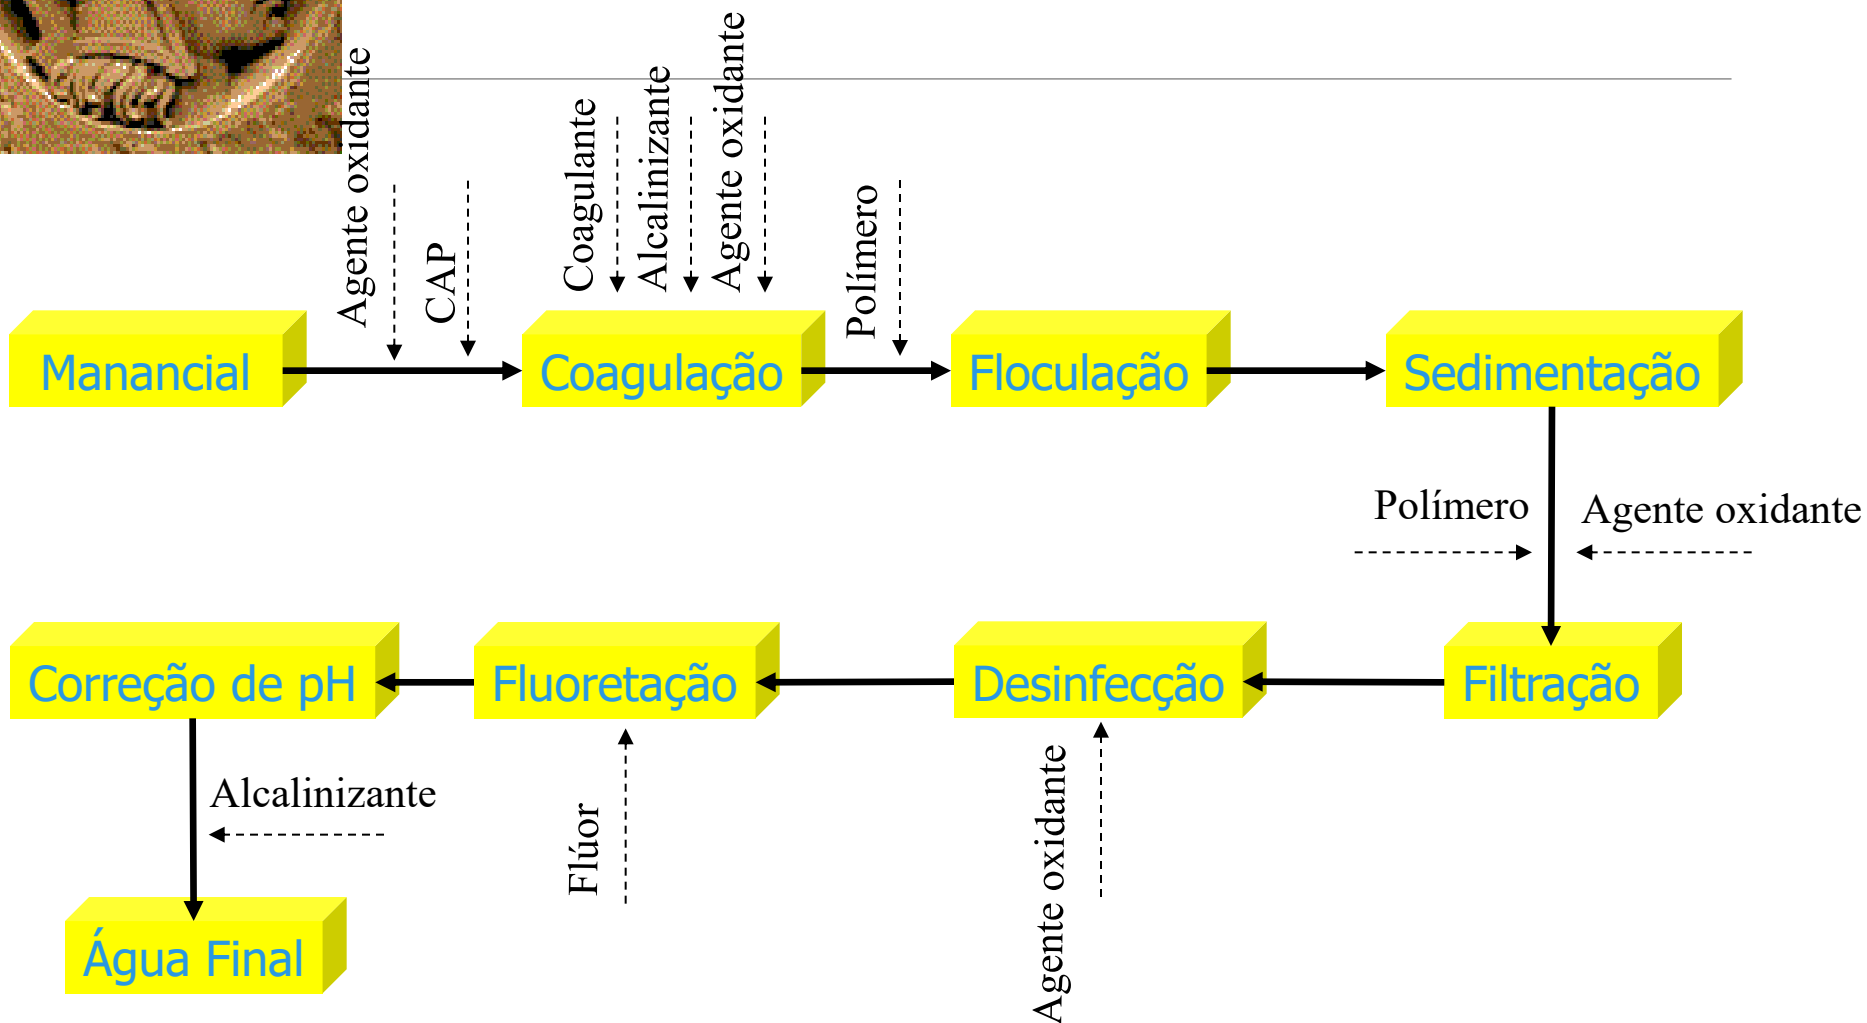 Agente oxidante
CAP
Coagulante
Alcalinizante
Agente oxidante
Polímero
Manancial
Coagulação
Floculação
Sedimentação
Polímero
Agente oxidante
Correção de pH
Fluoretação
Desinfecção
Filtração
Alcalinizante
Flúor
Agente oxidante
Água Final